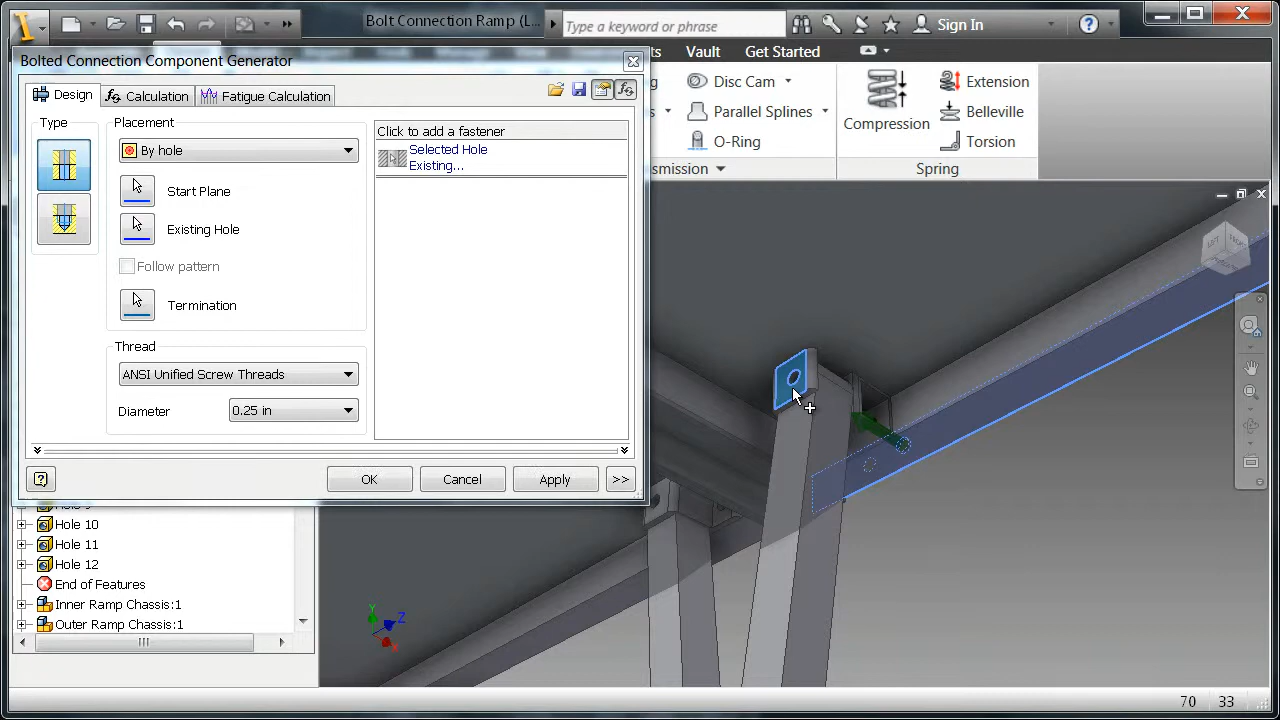 Bolt Connection Ramp (L...
Type a keyword or phrase
Sign In
Bolted Connection Component Generator
Vault
Get Started
Design
Calculation
Fatigue Calculation
Type
Placement
By hole
Start Plane
Existing Hole
Follow pattern
Termination
Thread
ANSI Unified Screw Threads
Diameter
0.25 in
Click to add a fastener
Selected Hole
Existing...
OK
Cancel
Apply
>>
Disc Cam
Parallel Splines
O-Ring
Compression
Extension
Belleville
Torsion
Spring
LEFT
Y
Z
X
Hole 10
Hole 11
Hole 12
End of Features
Inner Ramp Chassis:1
Outer Ramp Chassis:1
70
33